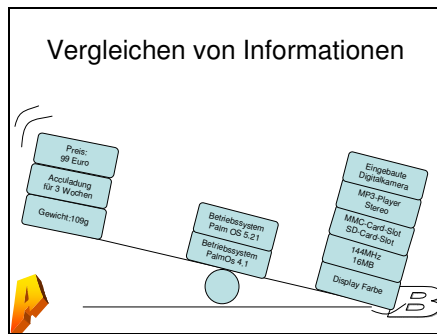 Vergleichen von Informationen
Preis:
99 Euro
Acculadung
für 3 Wochen
Gewicht:109g
Betriebssystem
Palm OS 5.21
Betriebssystem
PalmOs 4.1
Eingebaute
Digitalkamera
MP3-Player
Stereo
MMC-Card-Slot
SD-Card-Slot
144MHz
16MB
Display Farbe
A
B